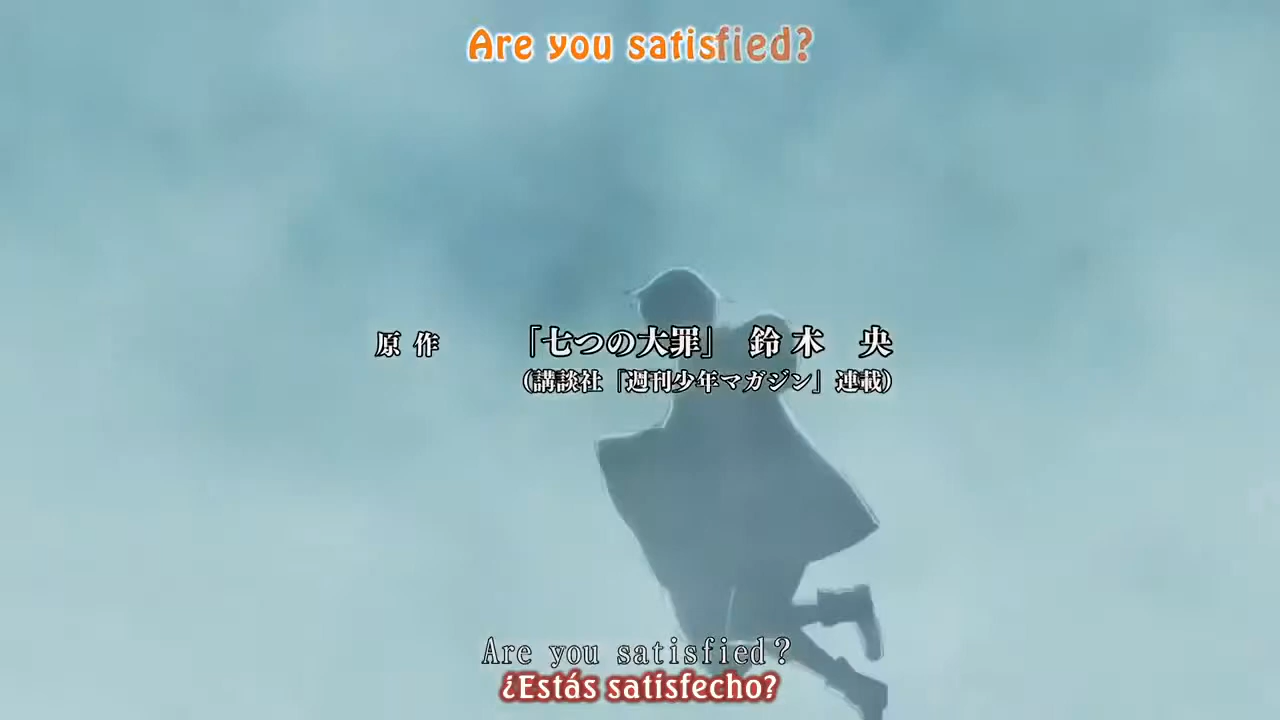 Are you satisfied?
原作 「七つの大罪」 鈴木 央
(講談社「週刊少年マガジン」連載)
Are you satisfied?
¿Estás satisfecho?